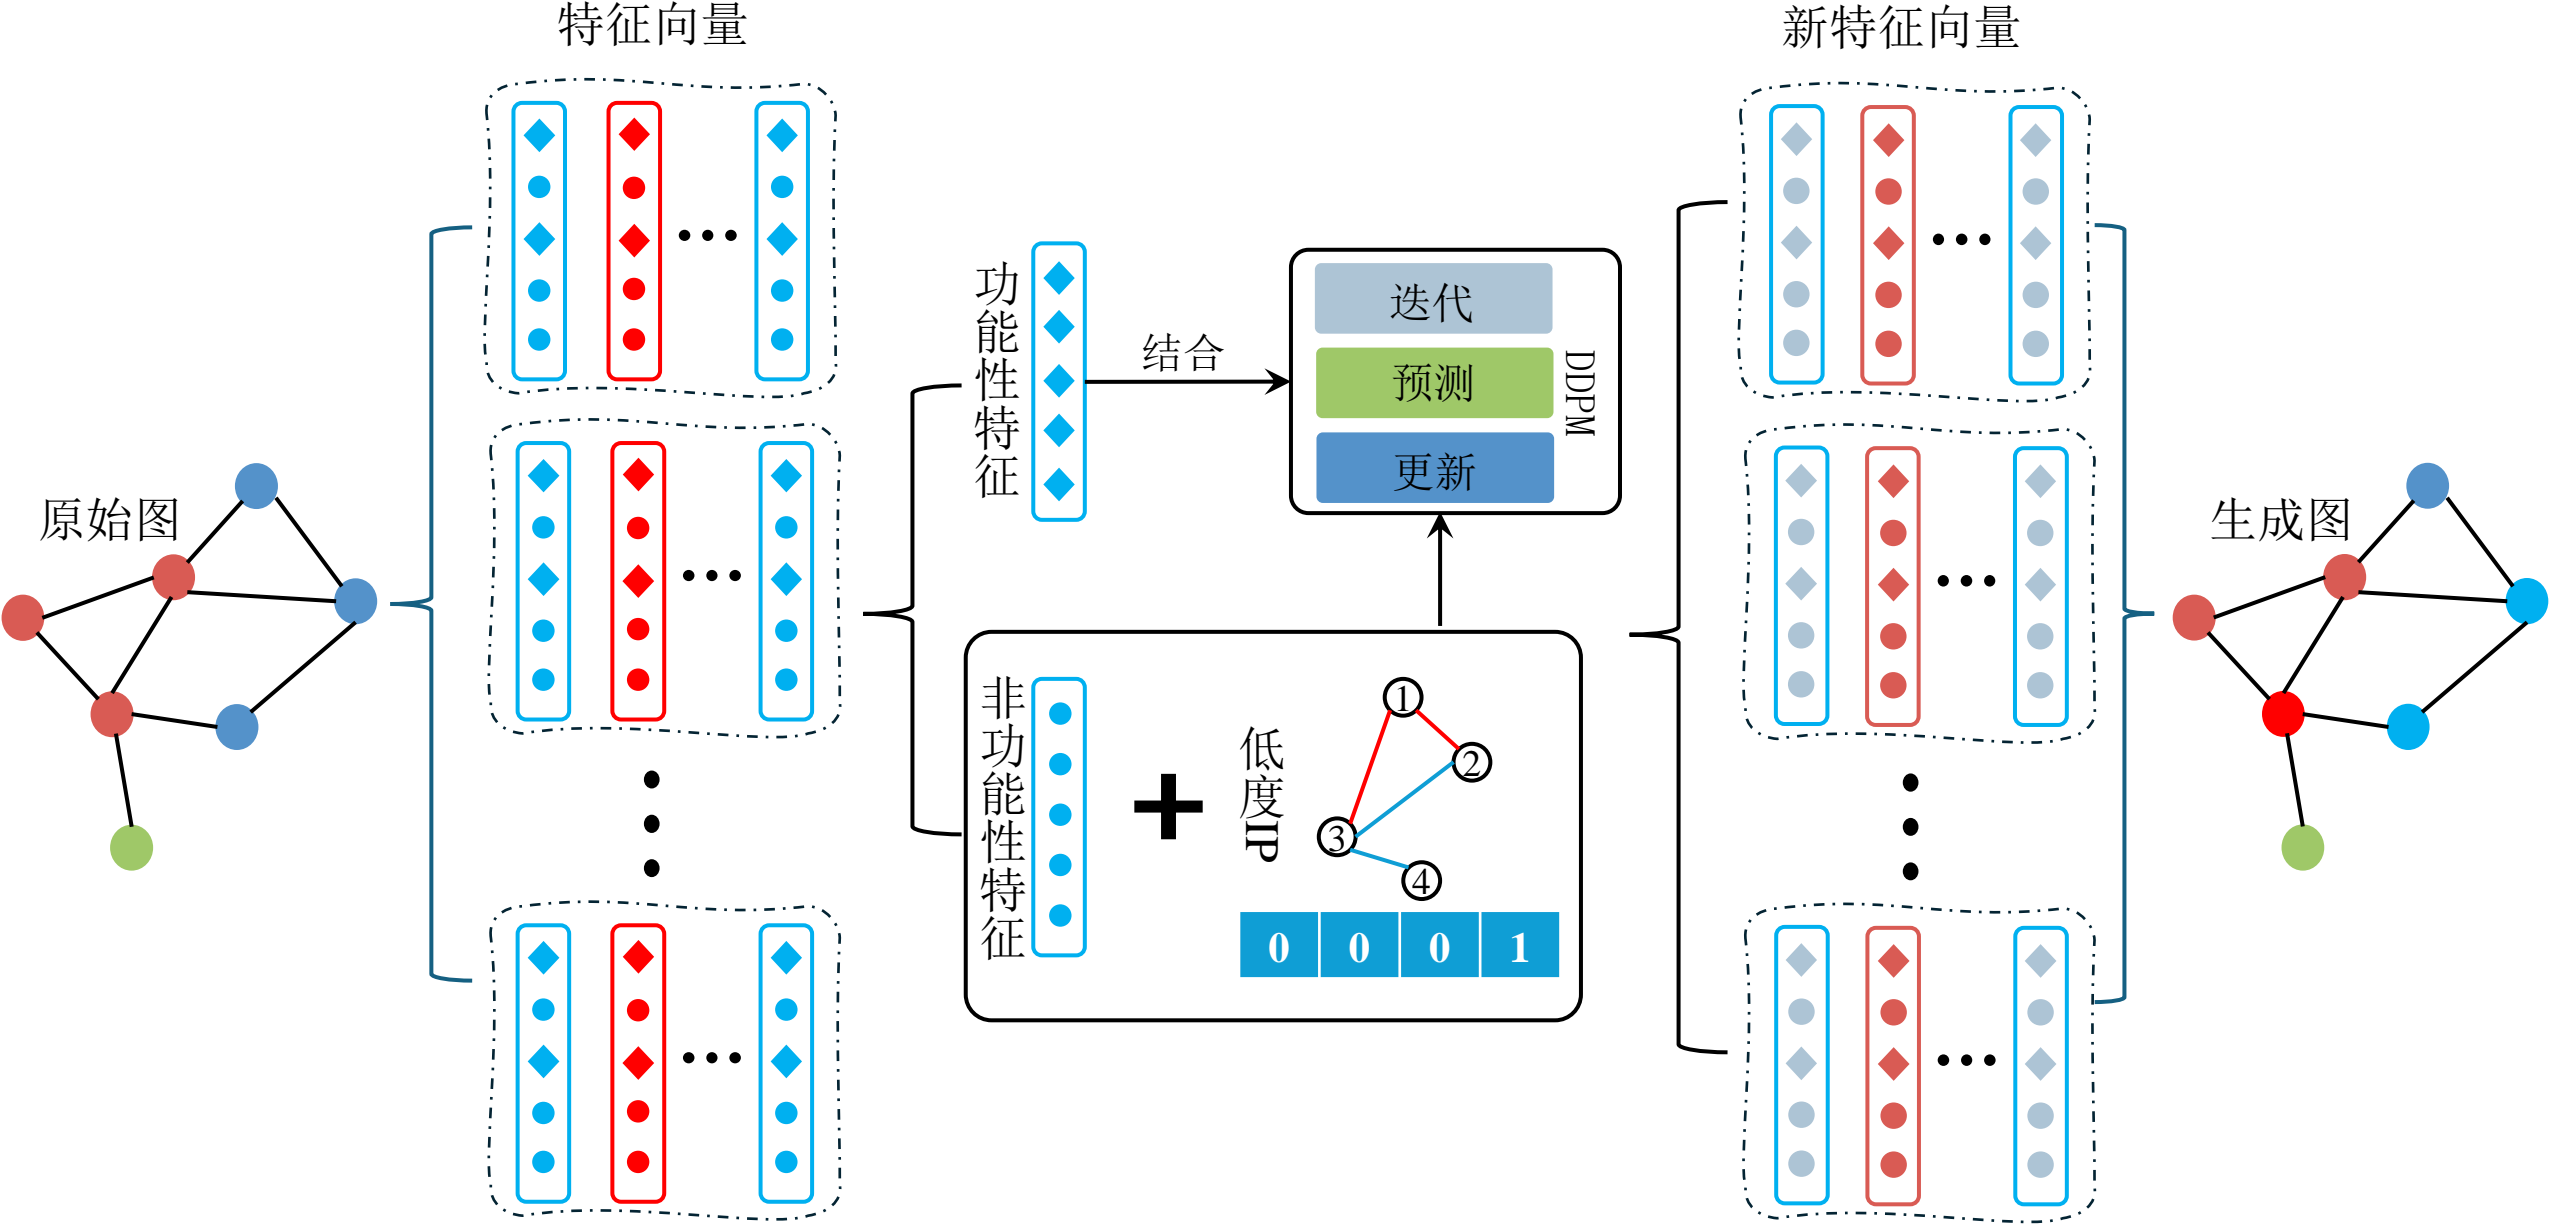 特征向量
新特征向量
原始图
功能性特征
结合
迭代
预测
更新
DDPM
非功能性特征
低度IP
1
2
3
4
0 0 0 1
生成图